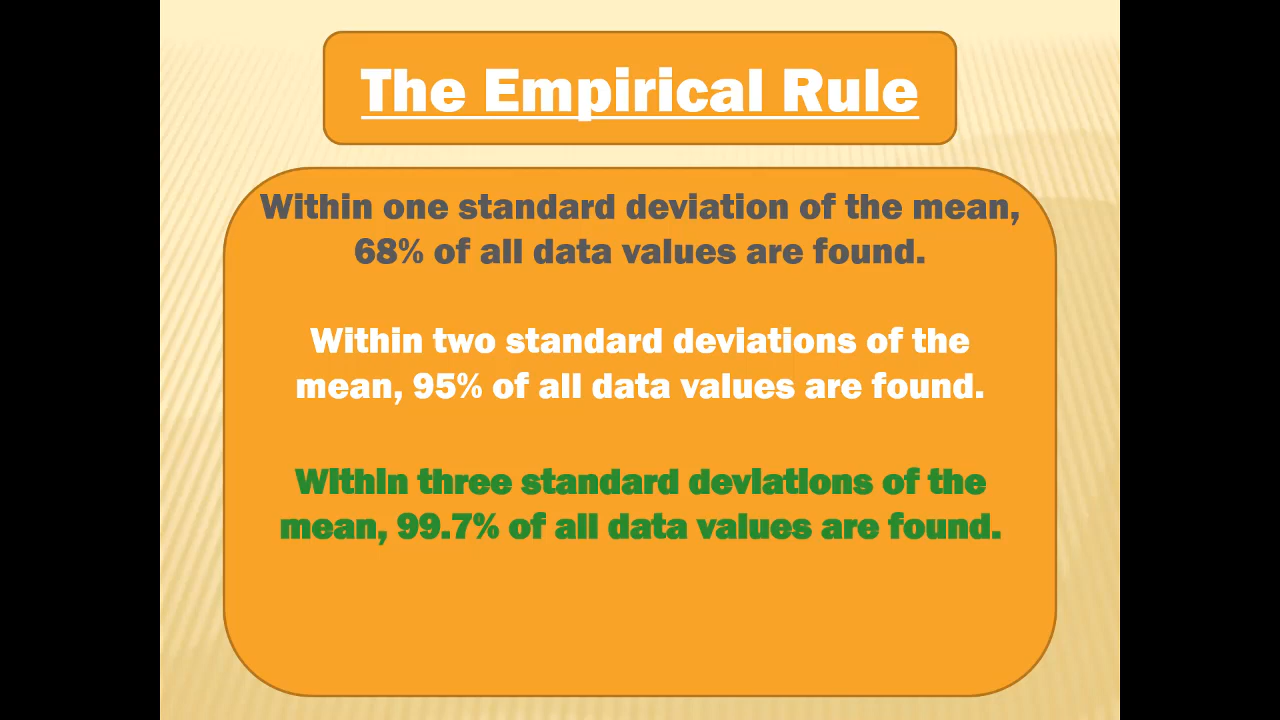 The Empirical Rule
Within one standard deviation of the mean,
68% of all data values are found.
Within two standard deviations of the
mean, 95% of all data values are found.
Within three standard deviations of the
mean, 99.7% of all data values are found.